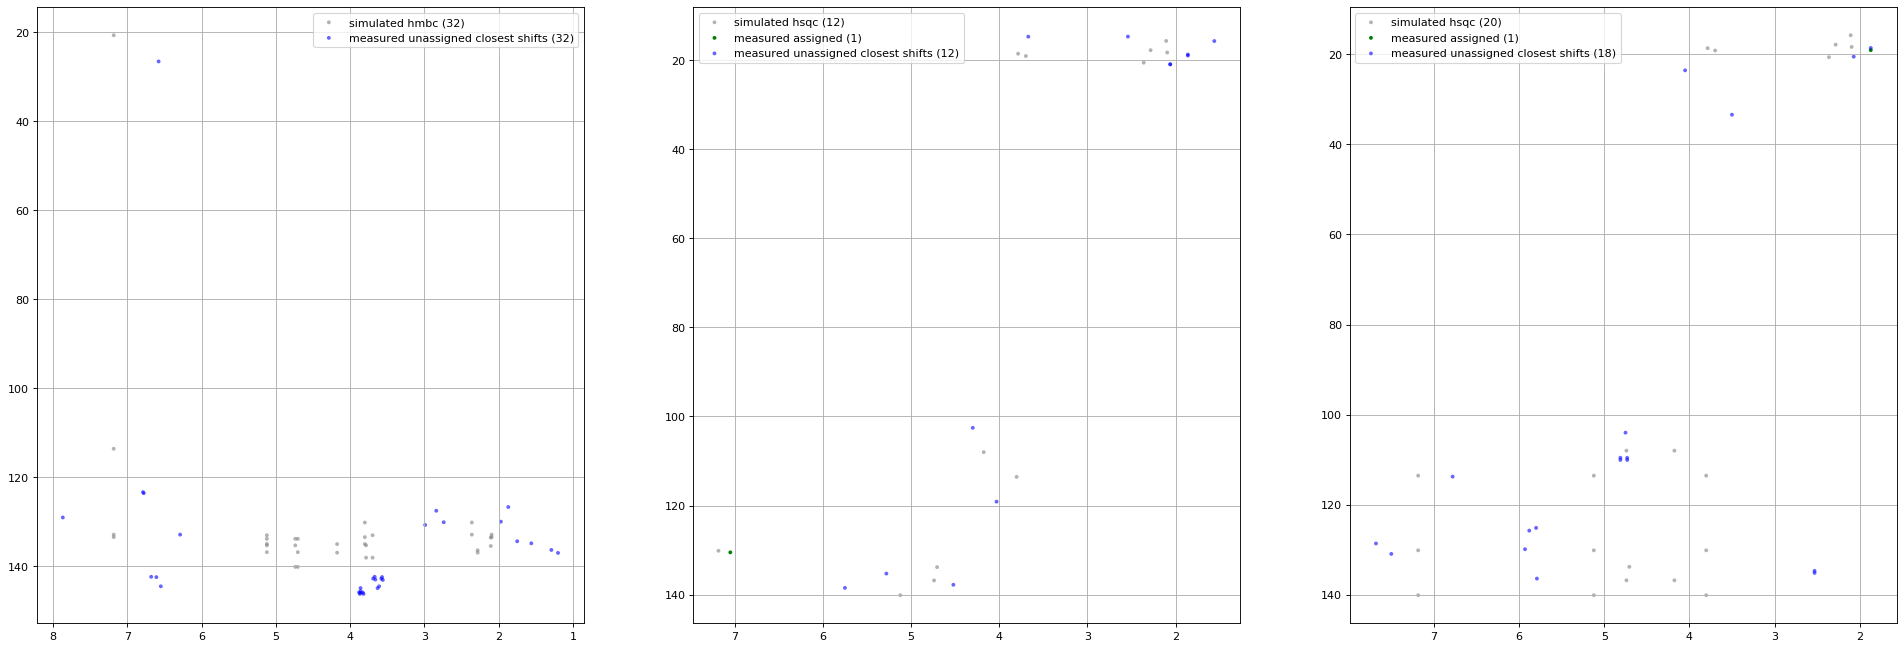 simulated hmbc (32)
measured unassigned closest shifts (32)
20
40
60
80
100
120
140
8 7 6 5 4 3 2 1
simulated hsqc (12)
measured assigned (1)
measured unassigned closest shifts (12)
20
40
60
80
100
120
140
7 6 5 4 3 2
simulated hsqc (20)
measured assigned (1)
measured unassigned closest shifts (18)
20
40
60
80
100
120
140
7 6 5 4 3 2